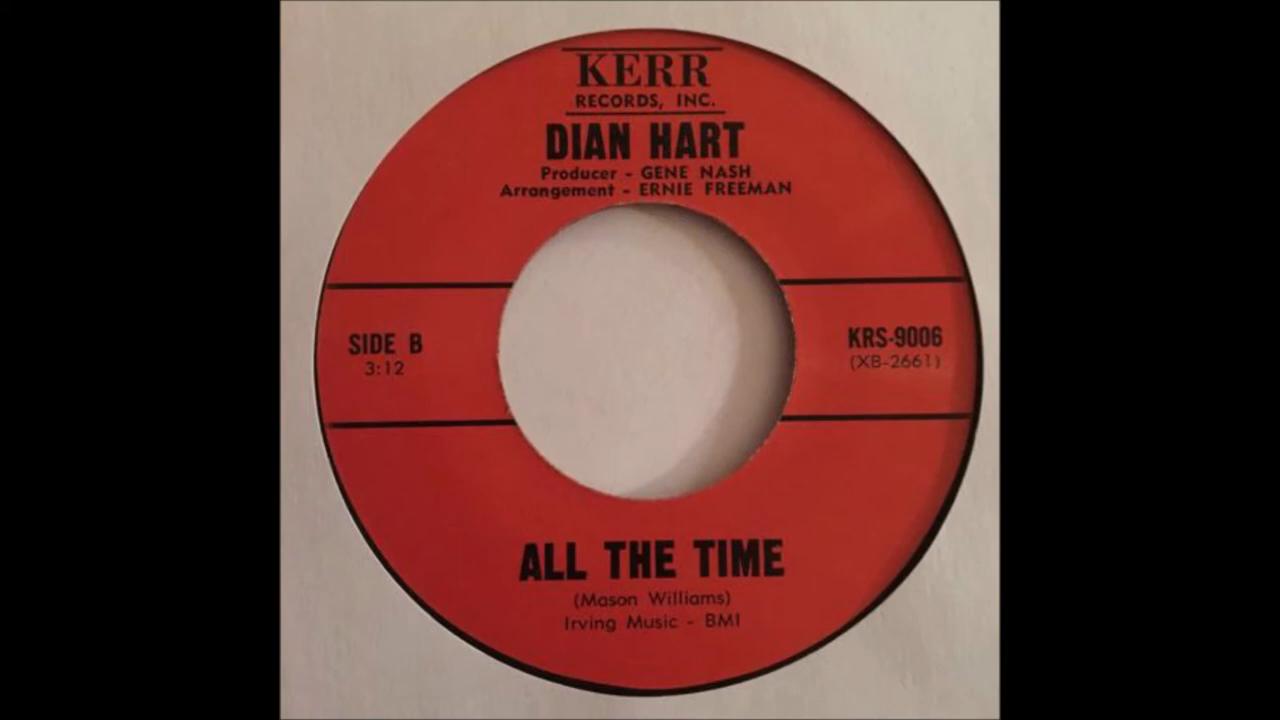 KERR
RECORDS, INC.
DIAN HART
Producer - GENE NASH
Arrangement - ERNIE FREEMAN
SIDE B
3:12
KRS-9006
(XB-2661)
ALL THE TIME
(Mason Williams)
Irving Music - BMI